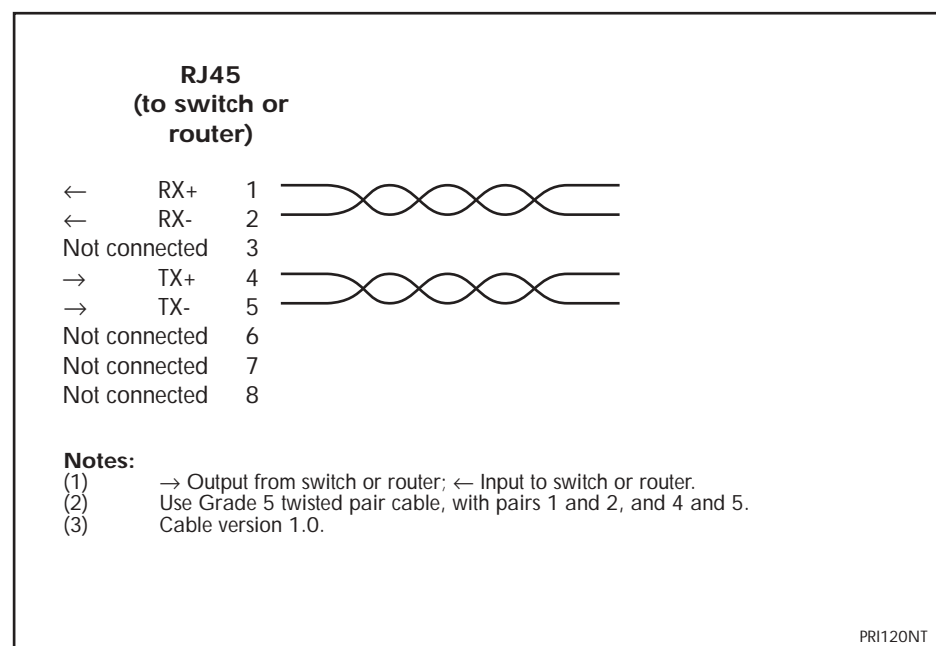 RJ45
(to switch or
router)
← RX+ 1
← RX- 2
Not connected 3
→ TX+ 4
→ TX- 5
Not connected 6
Not connected 7
Not connected 8
Notes:
(1) → Output from switch or router; ← Input to switch or router.
(2) Use Grade 5 twisted pair cable, with pairs 1 and 2, and 4 and 5.
(3) Cable version 1.0.
PRI120NT